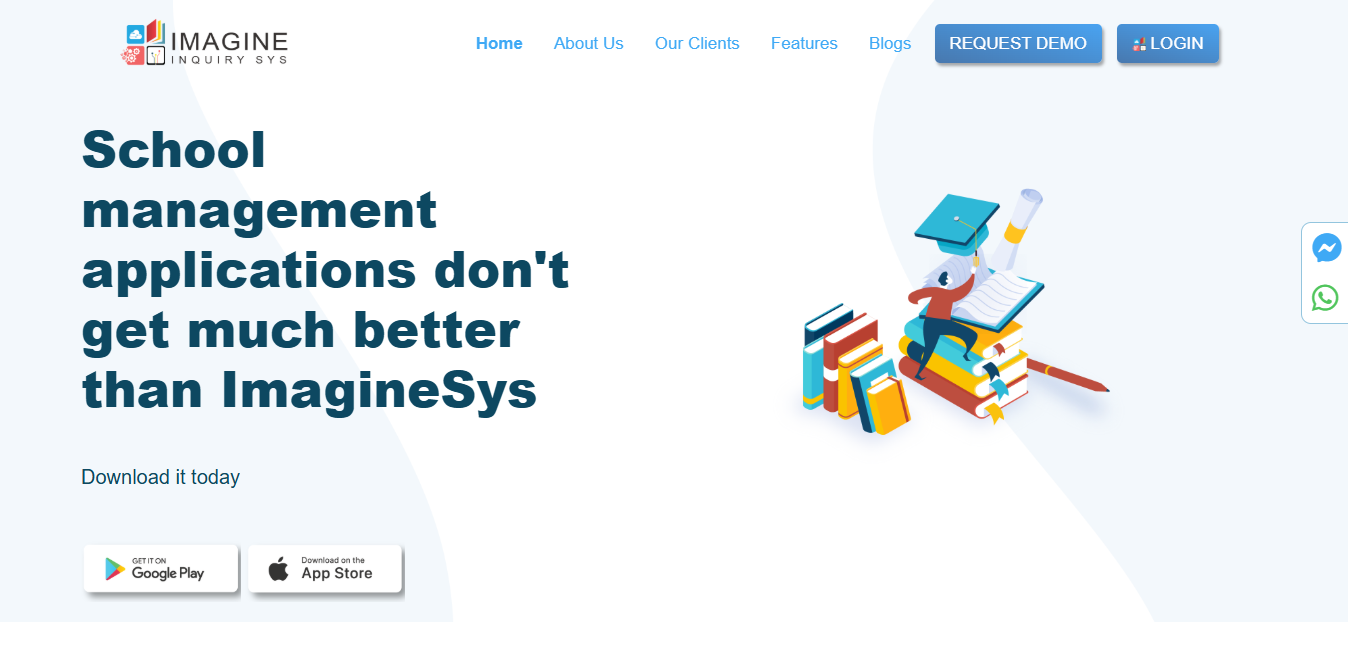 IMAGINE
INQUIRY SYS
Home
About Us
Our Clients
Features
Blogs
REQUEST DEMO
LOGIN
School
management
applications don't
get much better
than ImagineSys
Download it today
GET IT ON
Google Play
Download on the
App Store